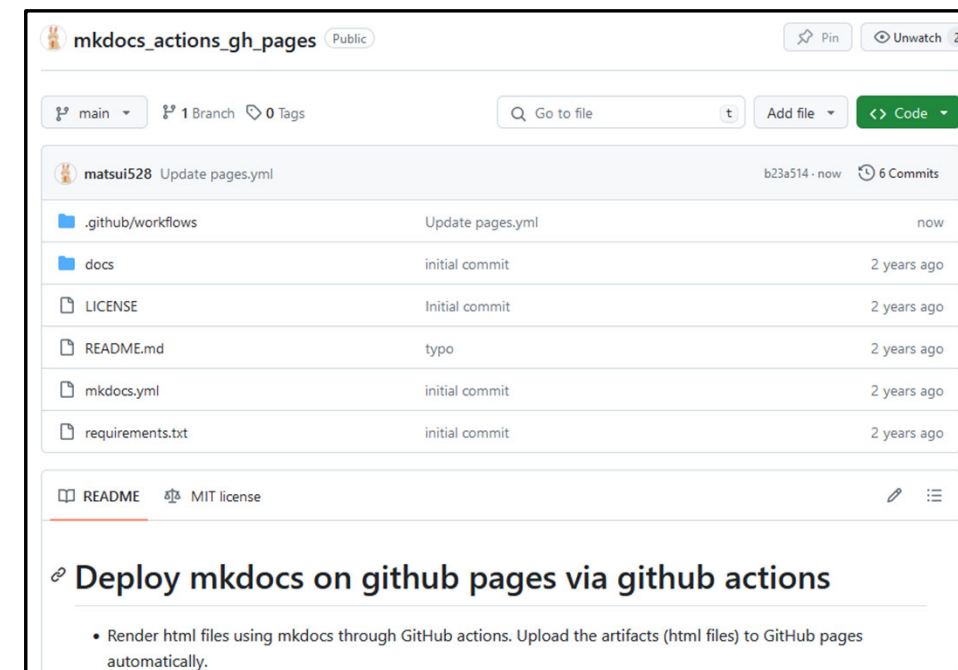 mkdocs_actions_gh_pages Public Pin Unwatch 2
main 1 Branch 0 Tags Go to file t Add file Code
matsui528 Update pages.yml b23a514 · now 6 Commits
.github/workflows Update pages.yml now
docs initial commit 2 years ago
LICENSE Initial commit 2 years ago
README.md typo 2 years ago
mkdocs.yml initial commit 2 years ago
requirements.txt initial commit 2 years ago
README MIT license
Deploy mkdocs on github pages via github actions
• Render html files using mkdocs through GitHub actions. Upload the artifacts (html files) to GitHub pages
automatically.